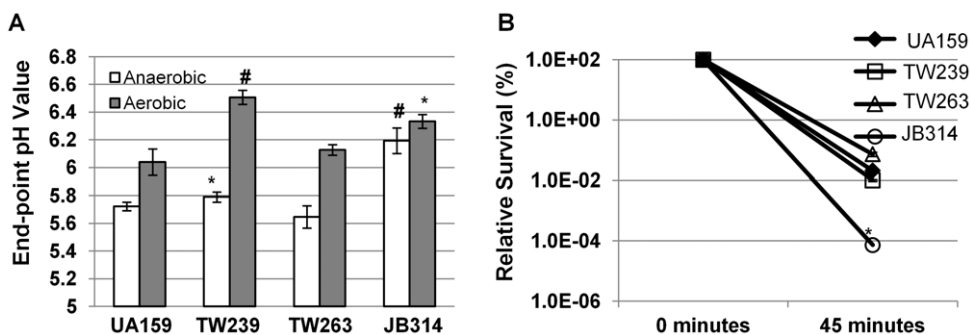 A
End-point pH Value
6.8
6.6
6.4
6.2
6
5.8
5.6
5.4
5.2
5
Anaerobic
Aerobic
#
*
#
*
UA159 TW239 TW263 JB314
B
Relative Survival (%)
1.0E+02
1.0E+00
1.0E-02
1.0E-04
1.0E-06
UA159
TW239
TW263
JB314
*
0 minutes 45 minutes